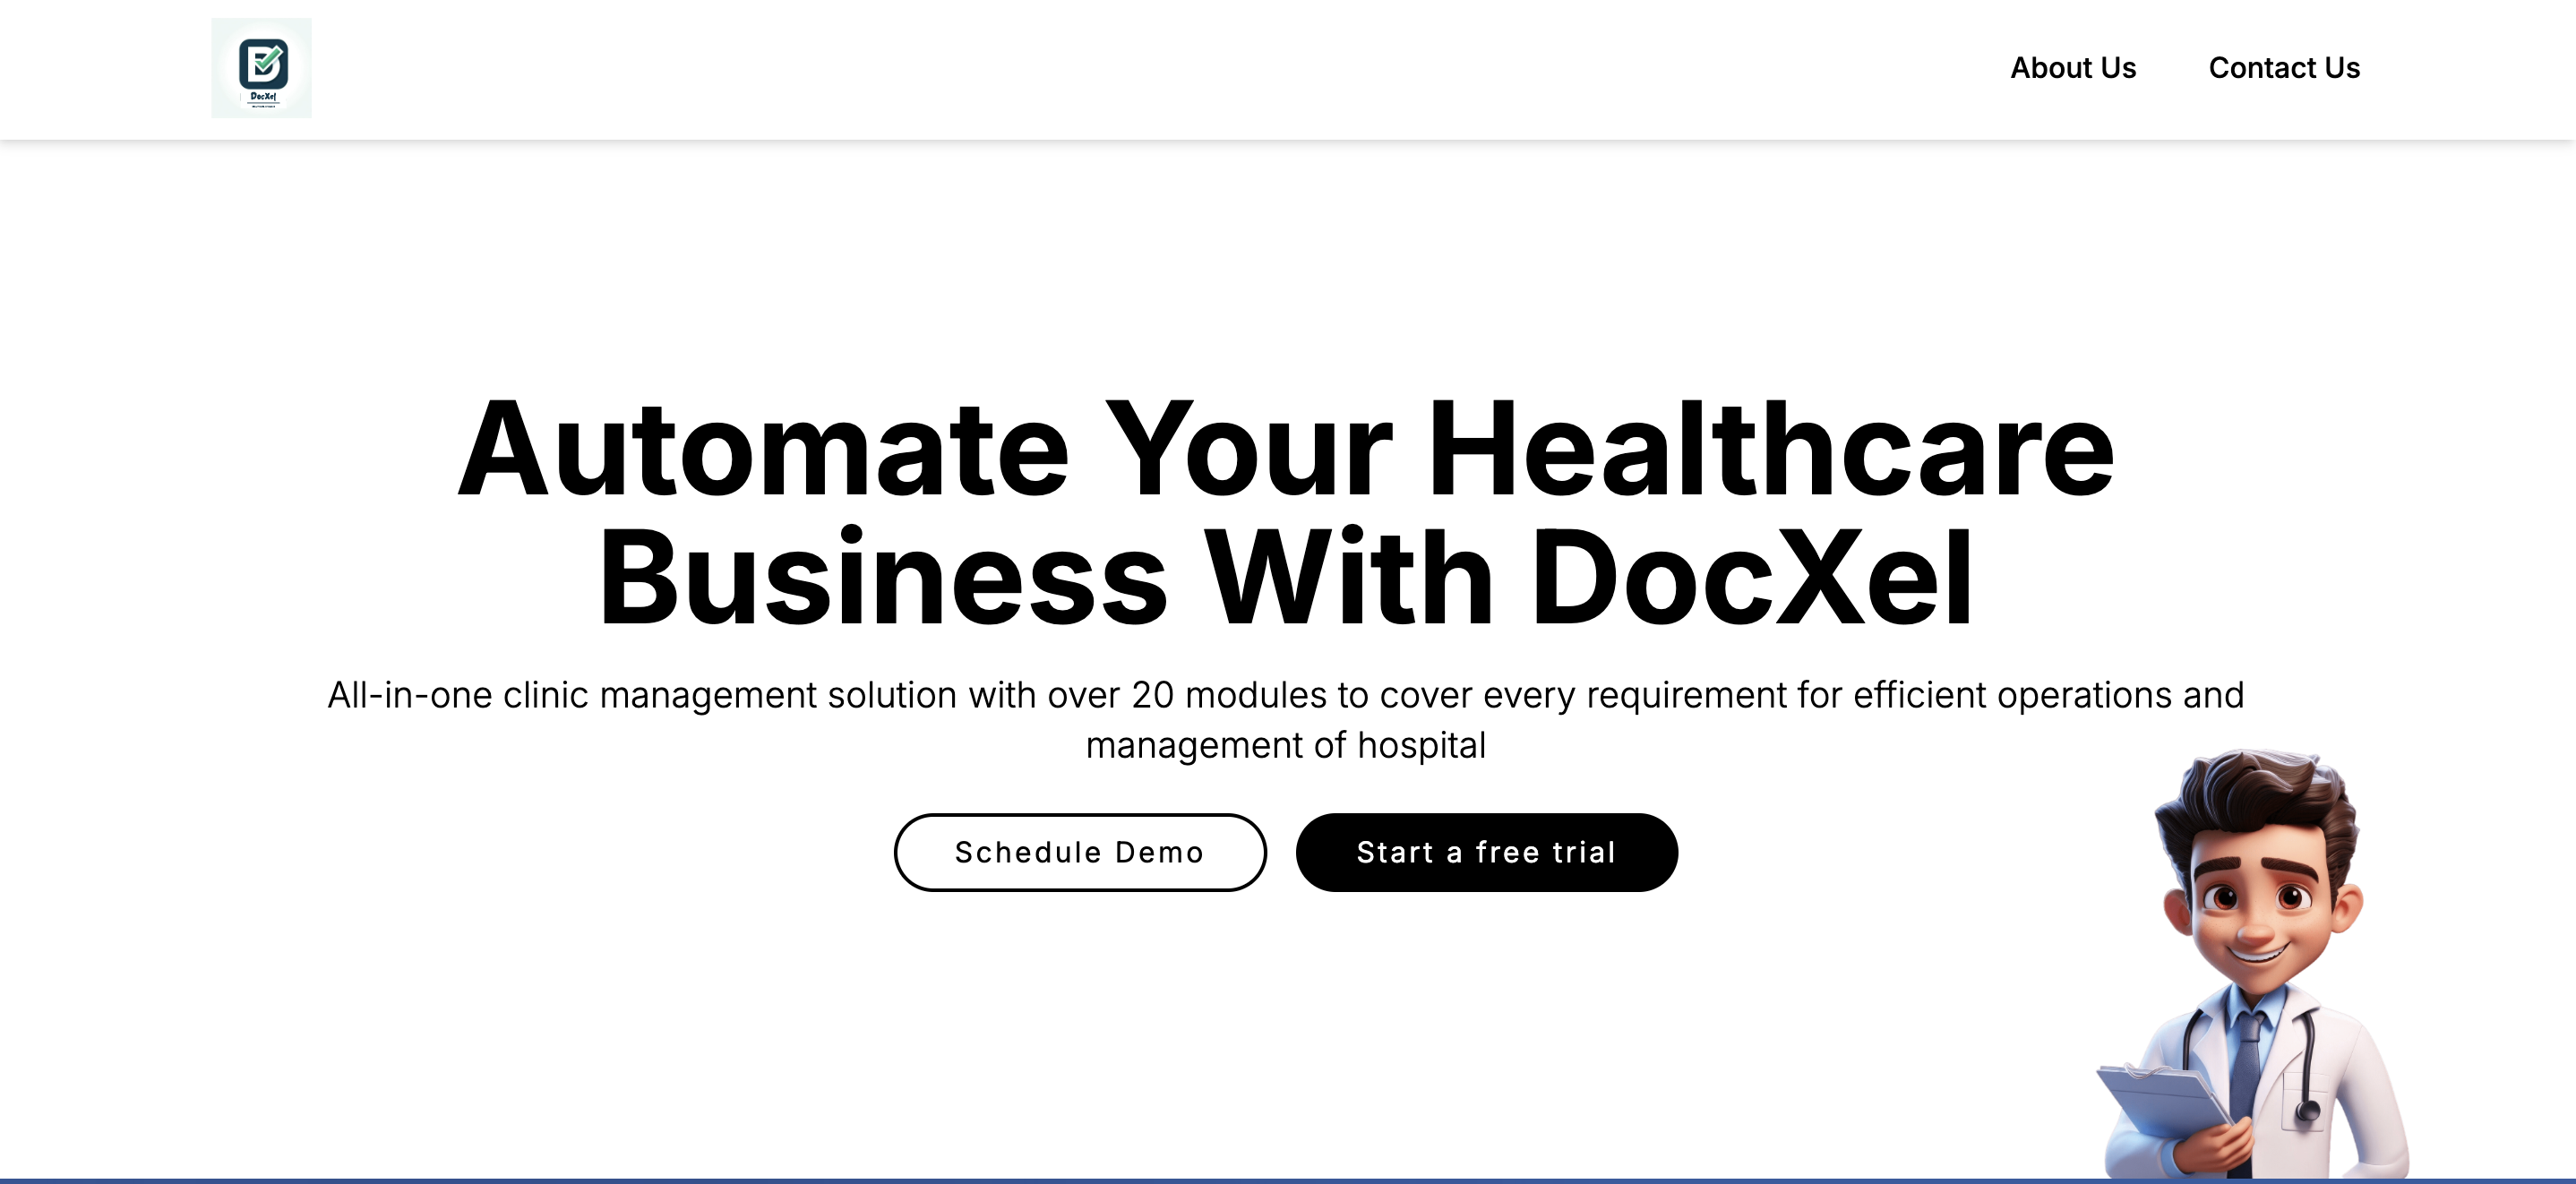 DocXel
About Us
Contact Us
Automate Your Healthcare
Business With DocXel
All-in-one clinic management solution with over 20 modules to cover every requirement for efficient operations and
management of hospital
Schedule Demo
Start a free trial